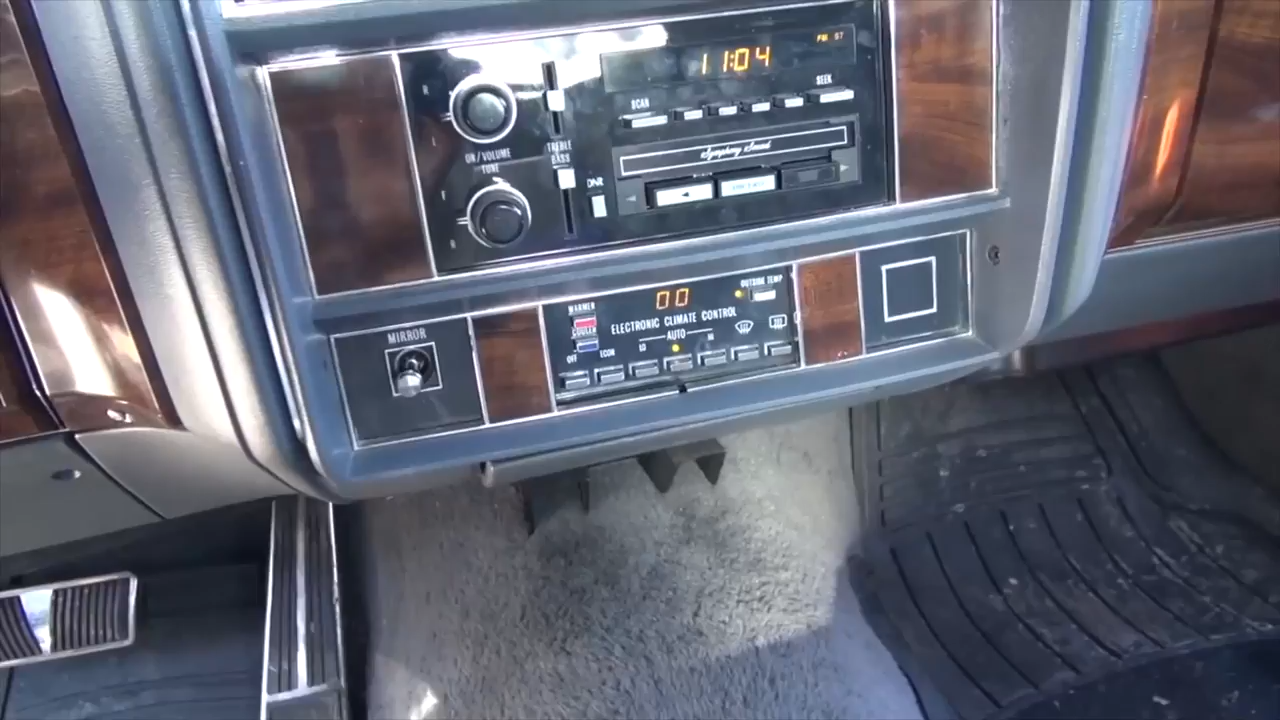 11:04
FM ST
SCAN
SEEK
ON/VOLUME
TUNE
TREBLE
BASS
DNR
Symphony Sound
MIRROR
WARMER
COOLER
00
OUTSIDE TEMP
ELECTRONIC CLIMATE CONTROL
OFF ECON LO AUTO HI